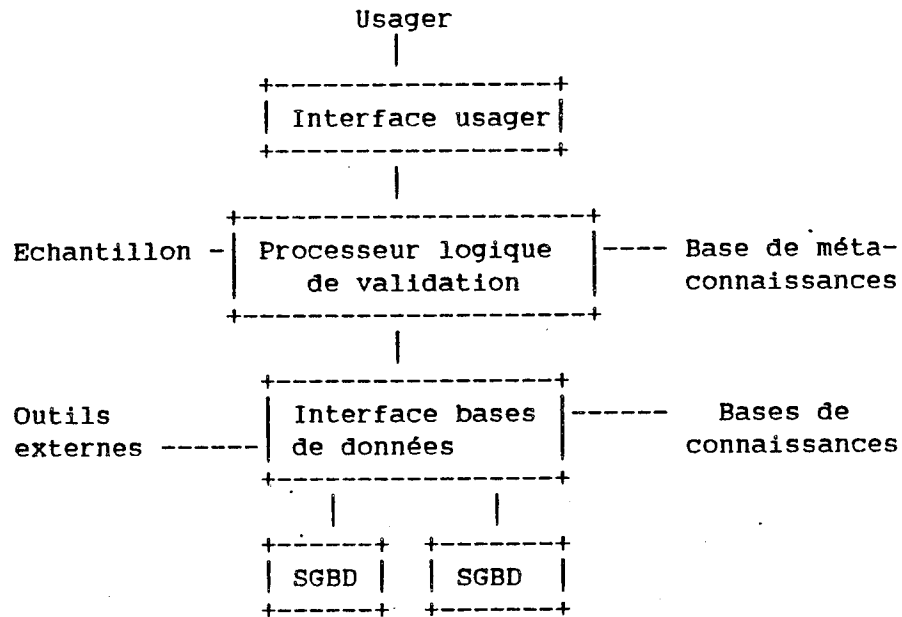 Usager
Interface usager
Echantillon
Processeur logique
de validation
Base de méta-
connaissances
Outils
externes
Interface bases
de données
Bases de
connaissances
SGBD
SGBD